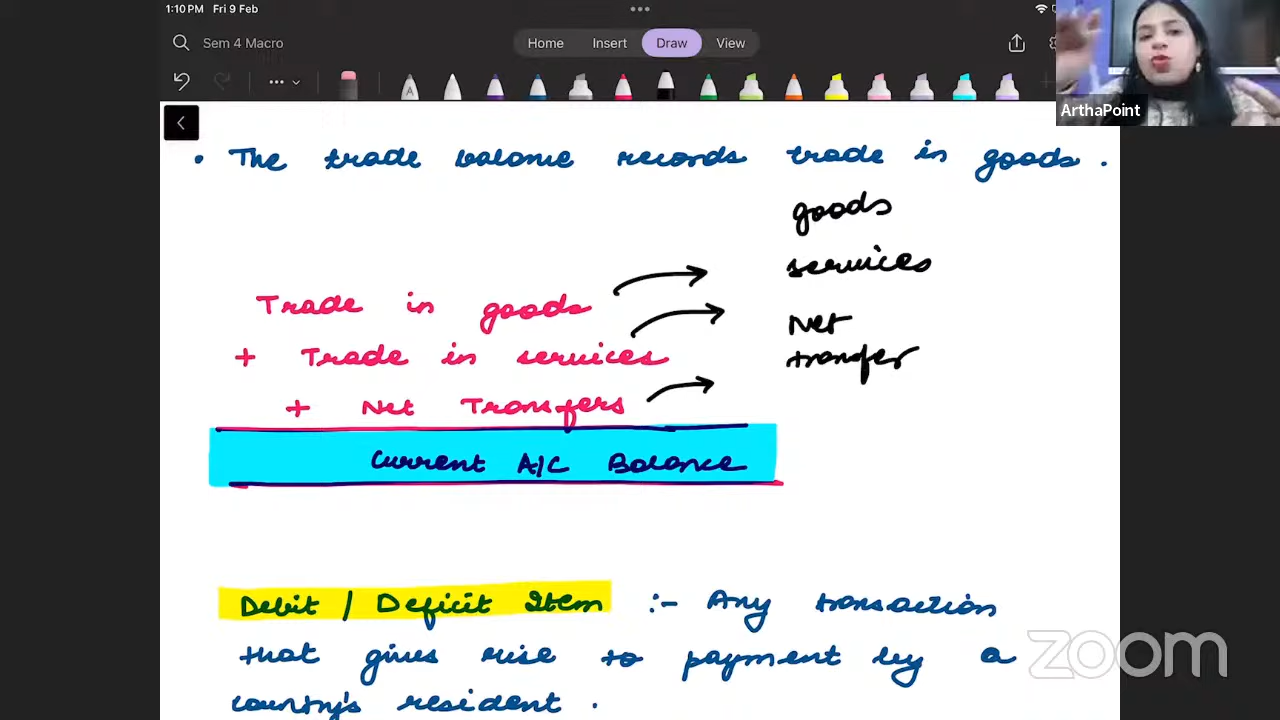 1:10 PM Fri 9 Feb
Sem 4 Macro
Home Insert Draw View
ArthaPoint
• The trade balance records trade in goods.
goods
services
Net
transfer
Trade in goods
+ Trade in services
+ Net Transfers
Current A/C Balance
Debit / Deficit Item :- Any transaction
that gives rise to payment by a
country's resident.
zoom